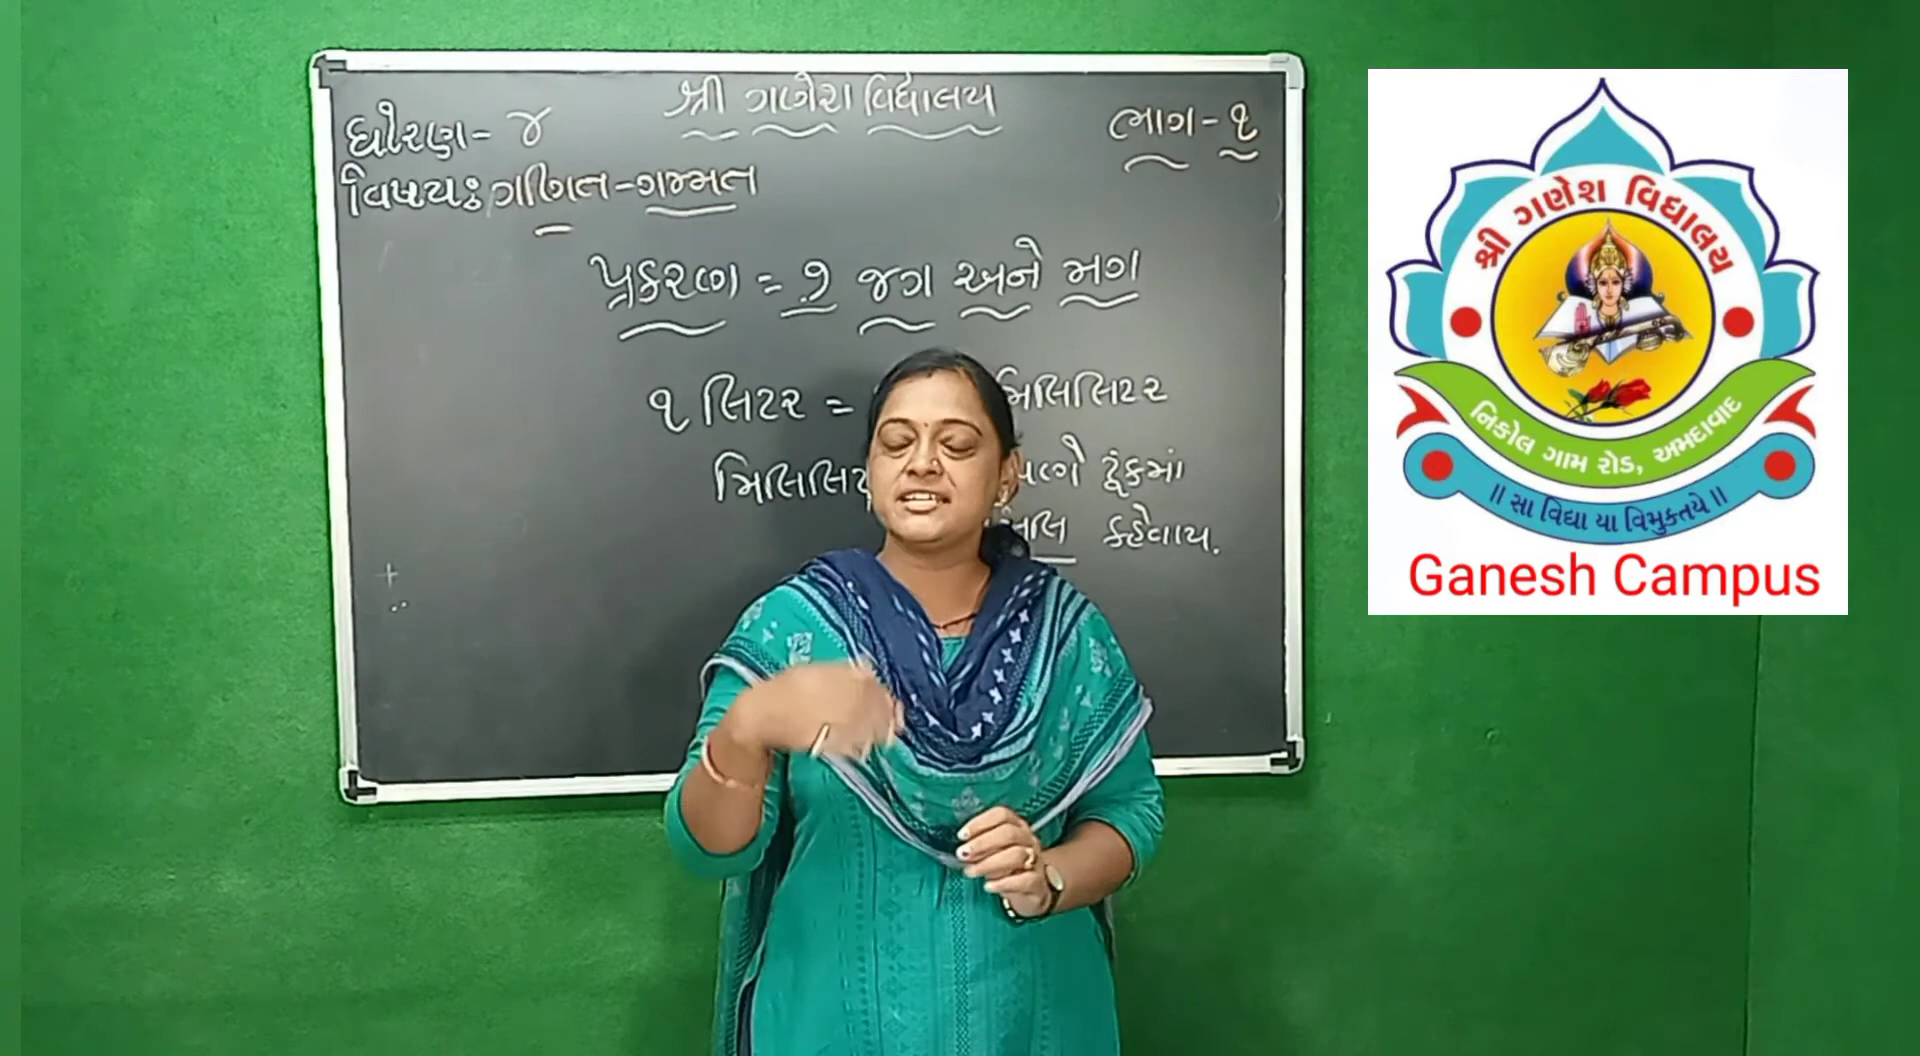 શ્રી ગણેશ વિદ્યાલય
ધોરણ- ૪
ભાગ - ૧
વિષય: ગણિત-ગમ્મત
પ્રકરણ = ૭ જગ અને મગ
૧ લિટર = મિલિલિટર
ટૂંકમાં
કહેવાય.
શ્રી ગણેશ વિદ્યાલય
નિકોલ ગામ રોડ, અમદાવાદ
॥ સા વિદ્યા યા વિમુક્તયે ॥
Ganesh Campus